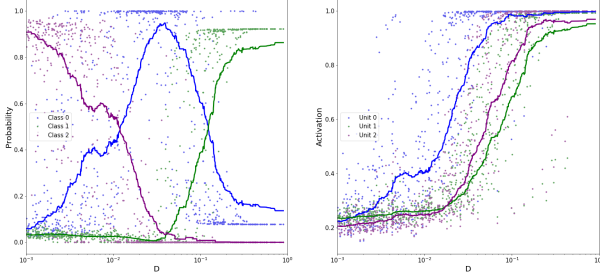 1.0
0.8
0.6
0.4
0.2
0.0
Probability
Class 0
Class 1
Class 2
10⁻³
10⁻²
10⁻¹
10⁰
D
1.0
0.8
0.6
0.4
0.2
Activation
Unit 0
Unit 1
Unit 2
10⁻³
10⁻²
10⁻¹
10⁰
D